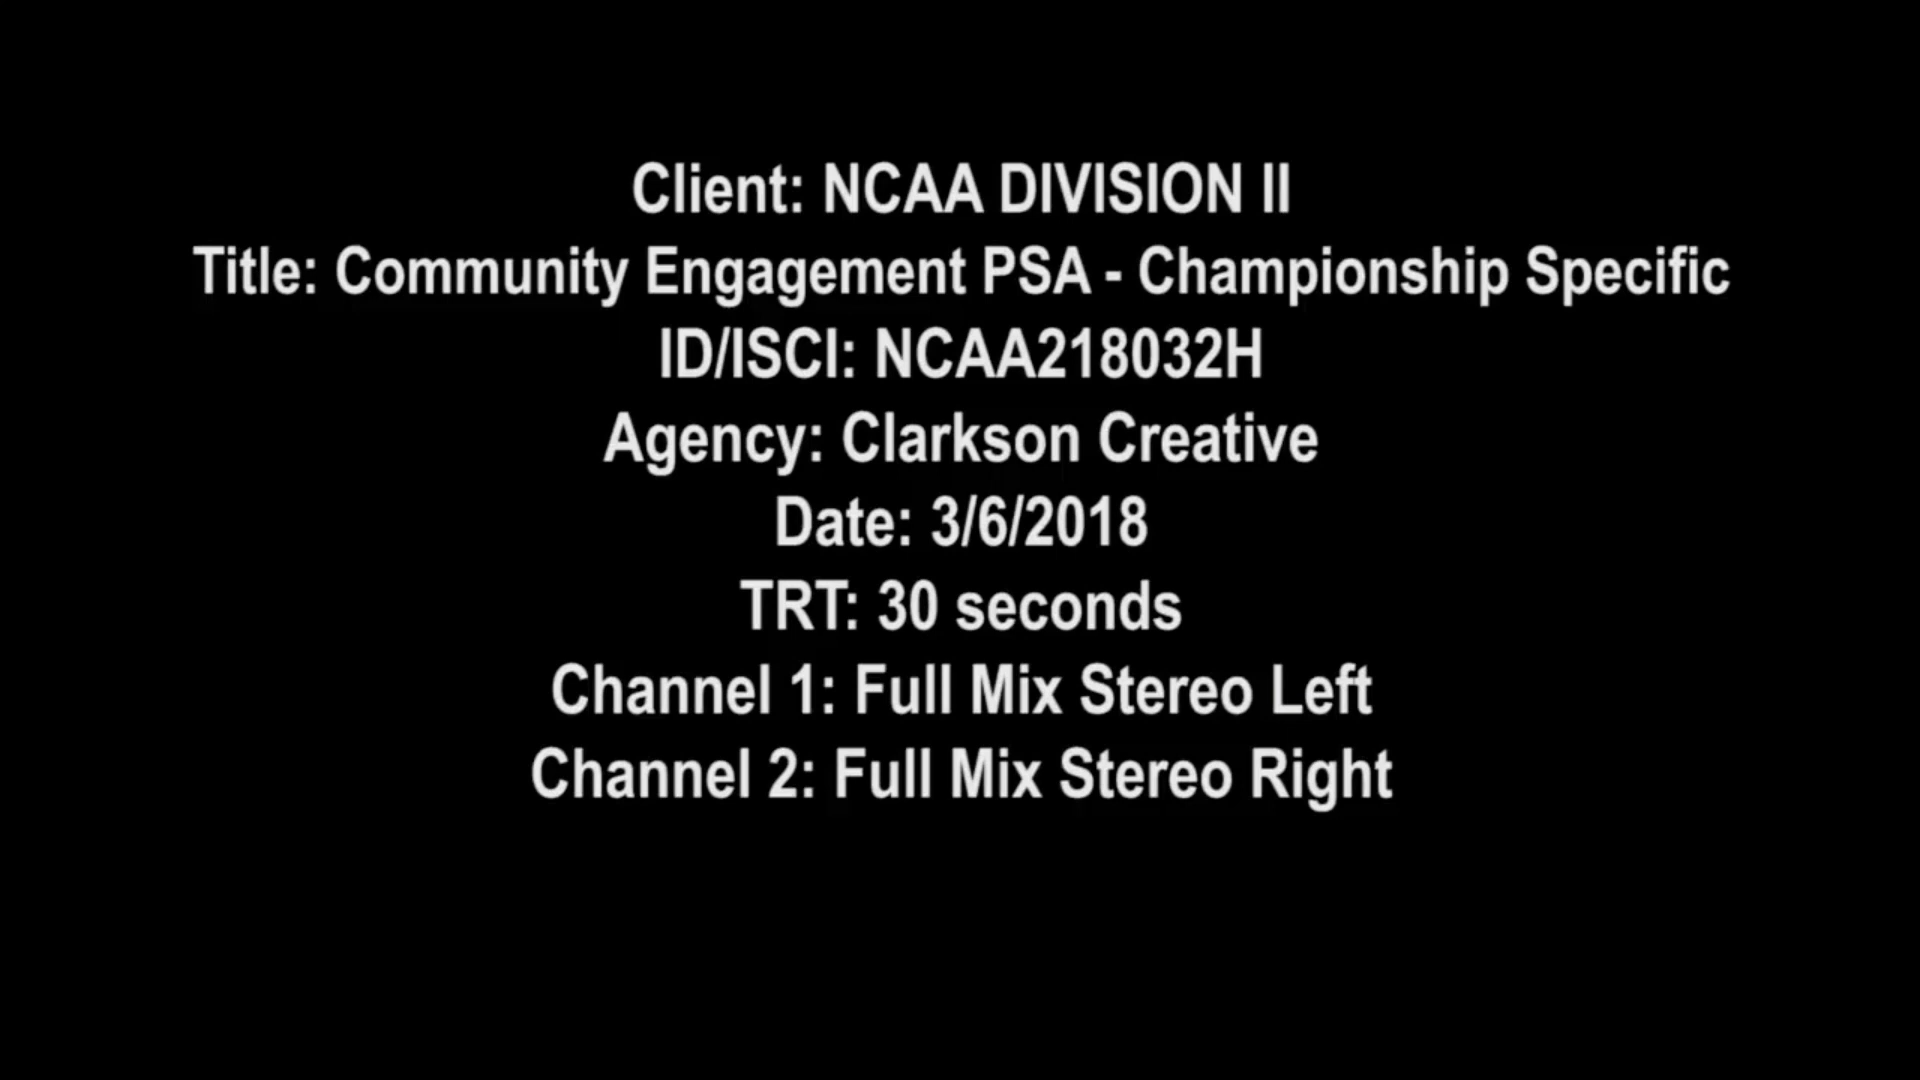 Client: NCAA DIVISION II
Title: Community Engagement PSA - Championship Specific
ID/ISCI: NCAA218032H
Agency: Clarkson Creative
Date: 3/6/2018
TRT: 30 seconds
Channel 1: Full Mix Stereo Left
Channel 2: Full Mix Stereo Right